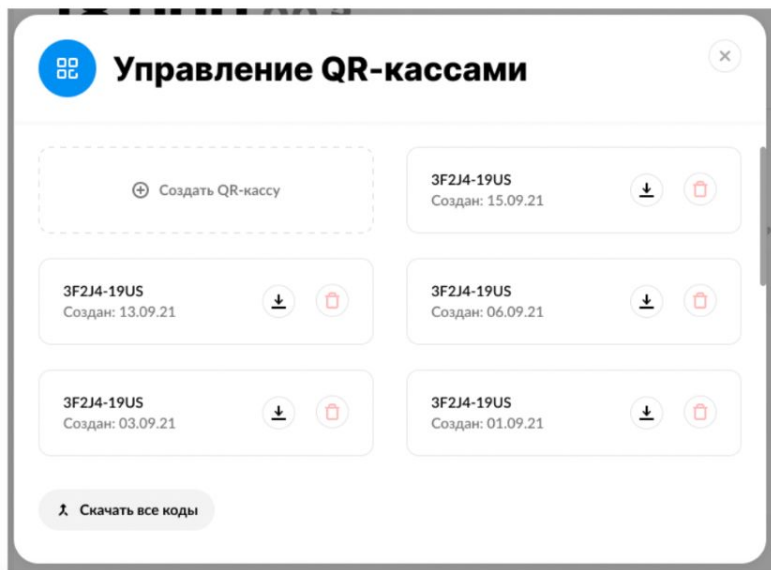 Управление QR-кассами
Создать QR-кассу
3F2J4-19US
Создан: 15.09.21
3F2J4-19US
Создан: 13.09.21
3F2J4-19US
Создан: 06.09.21
3F2J4-19US
Создан: 03.09.21
3F2J4-19US
Создан: 01.09.21
Скачать все коды